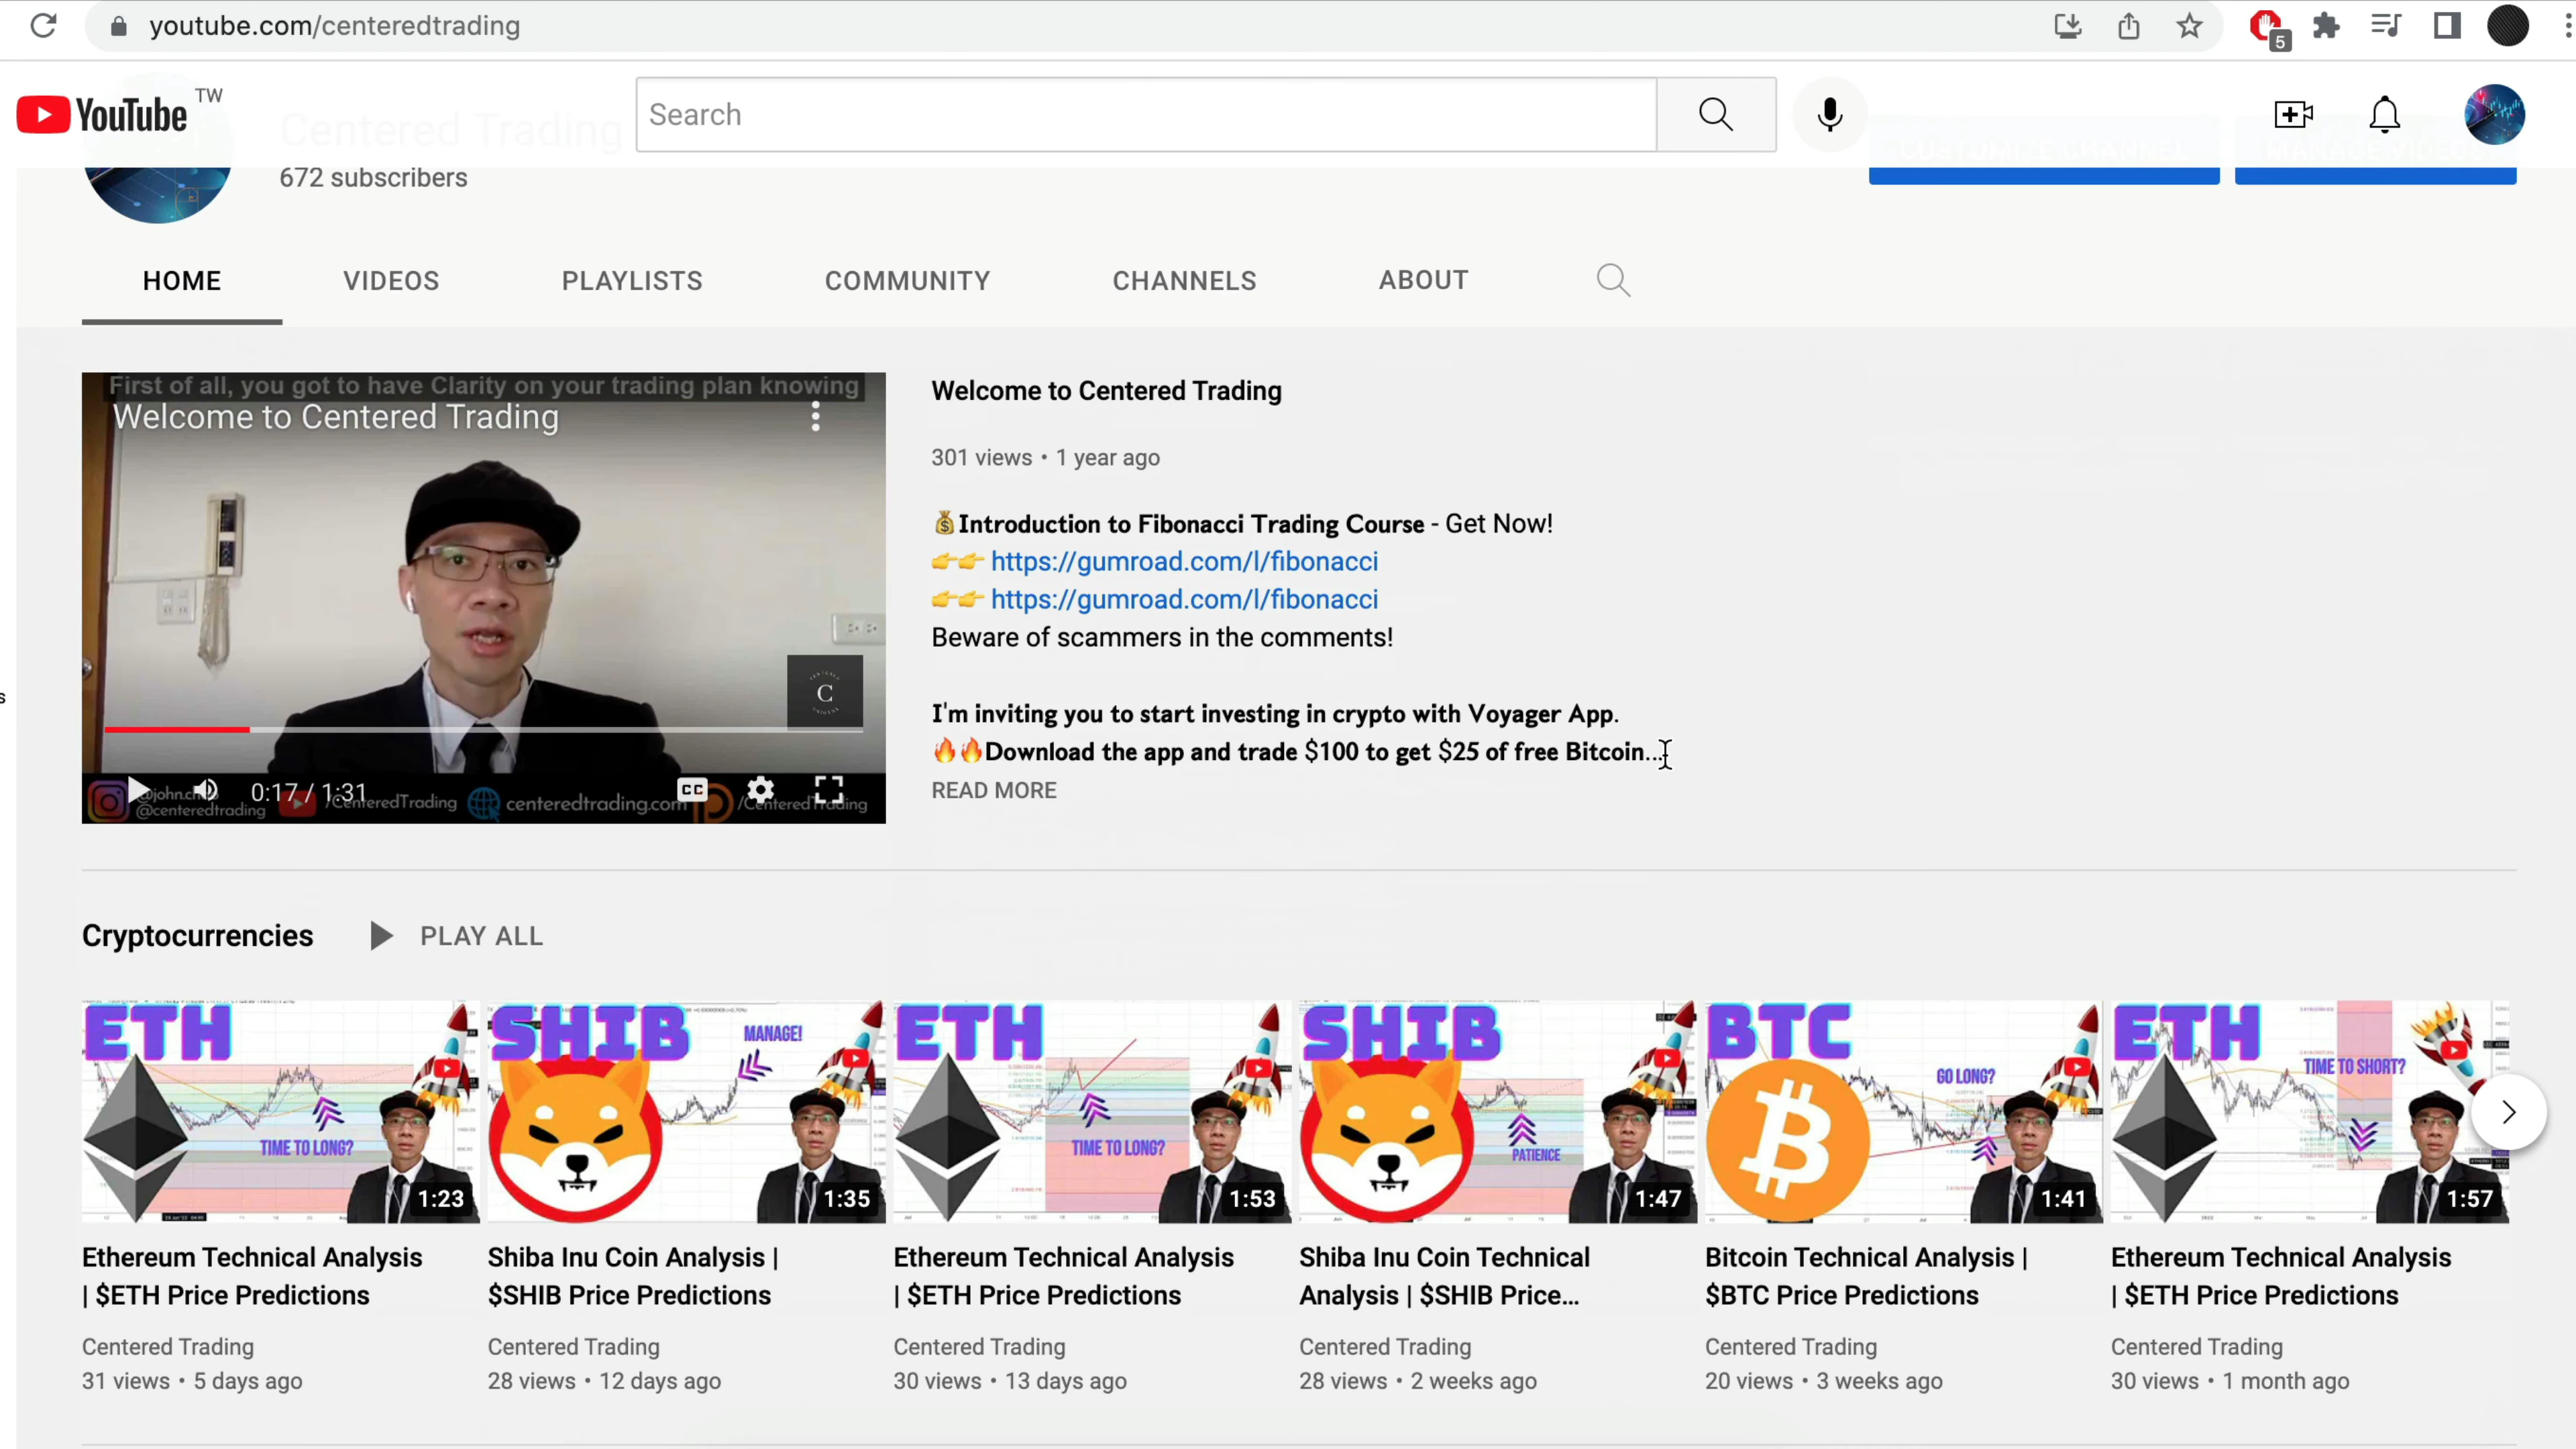 youtube.com/centeredtrading
5
YouTube TW
Centered Trading
Search
672 subscribers
HOME VIDEOS PLAYLISTS COMMUNITY CHANNELS ABOUT
First of all, you got to have Clarity on your trading plan knowing
Welcome to Centered Trading
C
0:17 / 1:31
CC
@centeredtrading
/CenteredTrading
centeredtrading.com
/CenteredTrading
Welcome to Centered Trading
301 views • 1 year ago
💰Introduction to Fibonacci Trading Course - Get Now!
👉👉 https://gumroad.com/l/fibonacci
👉👉 https://gumroad.com/l/fibonacci
Beware of scammers in the comments!
I'm inviting you to start investing in crypto with Voyager App.
🔥🔥Download the app and trade $100 to get $25 of free Bitcoin...
READ MORE
Cryptocurrencies PLAY ALL
ETH
TIME TO LONG?
1:23
SHIB
MANAGE!
1:35
ETH
TIME TO LONG?
1:53
SHIB
PATIENCE
1:47
BTC
GO LONG?
1:41
ETH
TIME TO SHORT?
1:57
Ethereum Technical Analysis
| $ETH Price Predictions
Centered Trading
31 views • 5 days ago
Shiba Inu Coin Analysis |
$SHIB Price Predictions
Centered Trading
28 views • 12 days ago
Ethereum Technical Analysis
| $ETH Price Predictions
Centered Trading
30 views • 13 days ago
Shiba Inu Coin Technical
Analysis | $SHIB Price...
Centered Trading
28 views • 2 weeks ago
Bitcoin Technical Analysis |
$BTC Price Predictions
Centered Trading
20 views • 3 weeks ago
Ethereum Technical Analysis
| $ETH Price Predictions
Centered Trading
30 views • 1 month ago